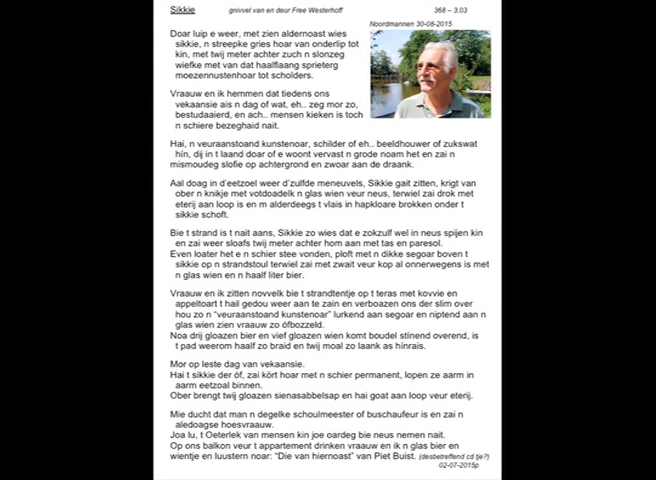 Sikkie gnivvel van en deur Free Westerhoff 368 – 3.03
Noordmannen 30-08-2015
Doar luip e weer, met zien aldernoast wies
sikkie, n streepke gries hoar van onderlip tot
kin, met twij meter achter zuch n slonzeg
wiefke met van dat haalflaang sprieterg
moezennustenhoar tot scholders.
Vraauw en ik hemmen dat tiedens ons
vekaansie ais n dag of wat, eh.. zeg mor zo,
bestudaaierd, en ach.. mensen kieken is toch
n schiere bezeghaid nait.
Hai, n veuraanstoand kunstenoar, schilder of eh.. beeldhouwer of zukswat
hín, dij in t laand doar of e woont vervast n grode noam het en zai n
mismoudeg slofie op achtergrond en zwoar aan de draank.
Aal doag in d'eetzoel weer d'zulfde meneuvels, Sikkie gait zitten, krigt van
ober n knikje met votdoadelk n glas wien veur neus, terwiel zai drok met
eterij aan loop is en m alderdeegs t vlais in hapkloare brokken onder t
sikkie schoft.
Bie t strand is t nait aans, Sikkie zo wies dat e zokzulf wel in neus spijen kin
en zai weer sloafs twij meter achter hom aan met tas en paresol.
Even loater het e n schier stee vonden, ploft met n dikke segoar boven t
sikkie op n strandstoul terwiel zai met zwait veur kop al onnerwegens is met
n glas wien en n haalf liter bier.
Vraauw en ik zitten novvelk bie t strandtentje op t teras met kovvie en
appeltoart t hail gedou weer aan te zain en verboazen ons der slim over
hou zo n "veuraanstoand kunstenoar" lurkend aan segoar en niptend aan n
glas wien zien vraauw zo ófbozzeld.
Noa drij gloazen bier en vief gloazen wien komt boudel stínend overend, is
t pad weerom haalf zo braid en twij moal zo laank as hínrais.
Mor op leste dag van vekaansie.
Hai t sikkie der óf, zai kört hoar met n schier permanent, lopen ze aarm in
aarm eetzoal binnen.
Ober brengt twij gloazen sienasabbelsap en hai goat aan loop veur eterij.
Mie ducht dat man n degelke schoulmeester of buschaufeur is en zai n
aledoagse hoesvraauw.
Joa lu, t Oeterlek van mensen kin joe oardeg bie neus nemen nait.
Op ons balkon veur t appartement drinken vraauw en ik n glas bier en
wientje en luustern noar: "Die van hiernoast" van Piet Buist. (desbetreffend cd tje?)
02-07-2015p